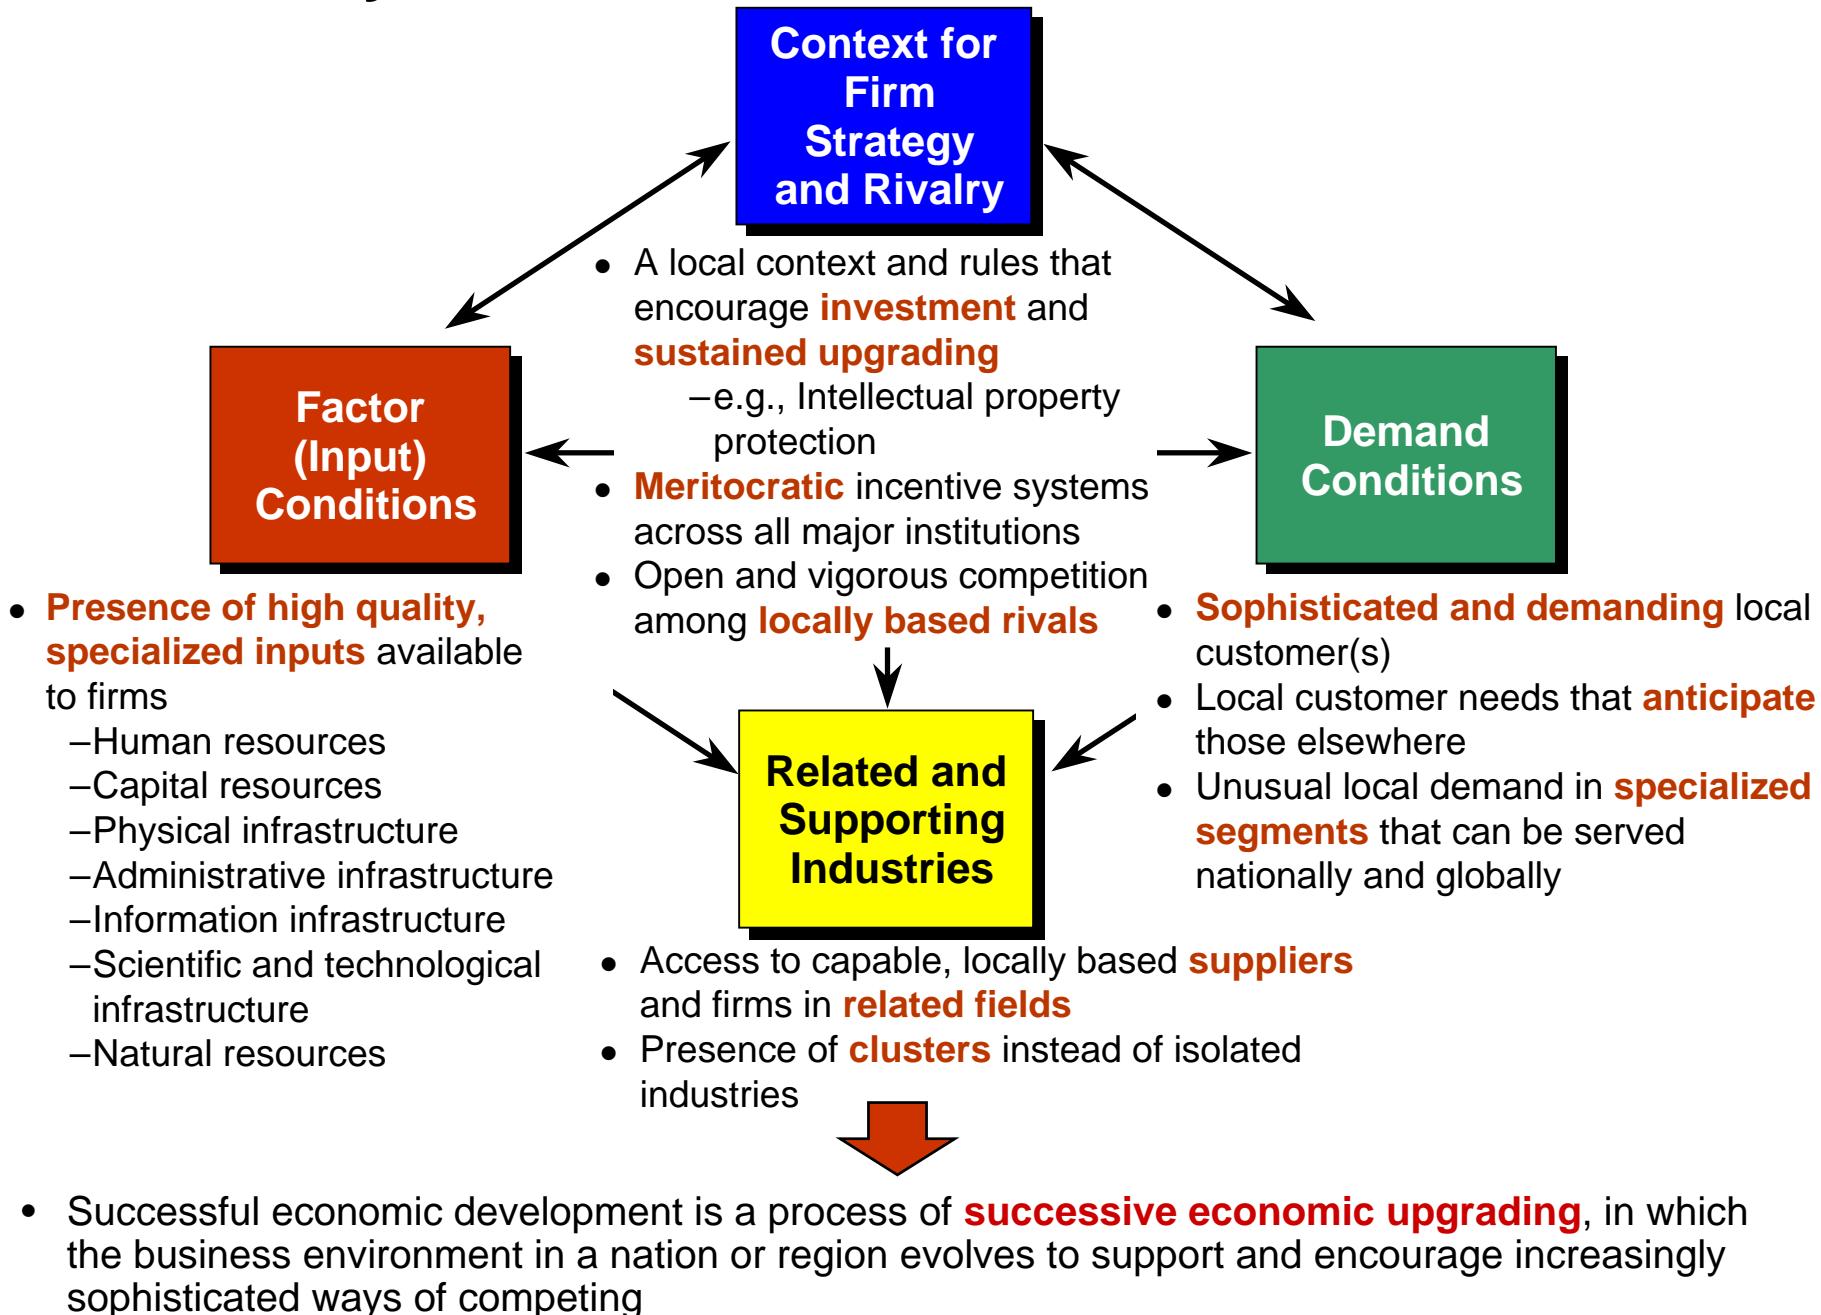 Context for
Firm
Strategy
and Rivalry
● A local context and rules that
encourage investment and
sustained upgrading
–e.g., Intellectual property
protection
● Meritocratic incentive systems
across all major institutions
● Open and vigorous competition
among locally based rivals
Factor
(Input)
Conditions
● Presence of high quality,
specialized inputs available
to firms
–Human resources
–Capital resources
–Physical infrastructure
–Administrative infrastructure
–Information infrastructure
–Scientific and technological
infrastructure
–Natural resources
Demand
Conditions
● Sophisticated and demanding local
customer(s)
● Local customer needs that anticipate
those elsewhere
● Unusual local demand in specialized
segments that can be served
nationally and globally
Related and
Supporting
Industries
● Access to capable, locally based suppliers
and firms in related fields
● Presence of clusters instead of isolated
industries
• Successful economic development is a process of successive economic upgrading, in which
the business environment in a nation or region evolves to support and encourage increasingly
sophisticated ways of competing